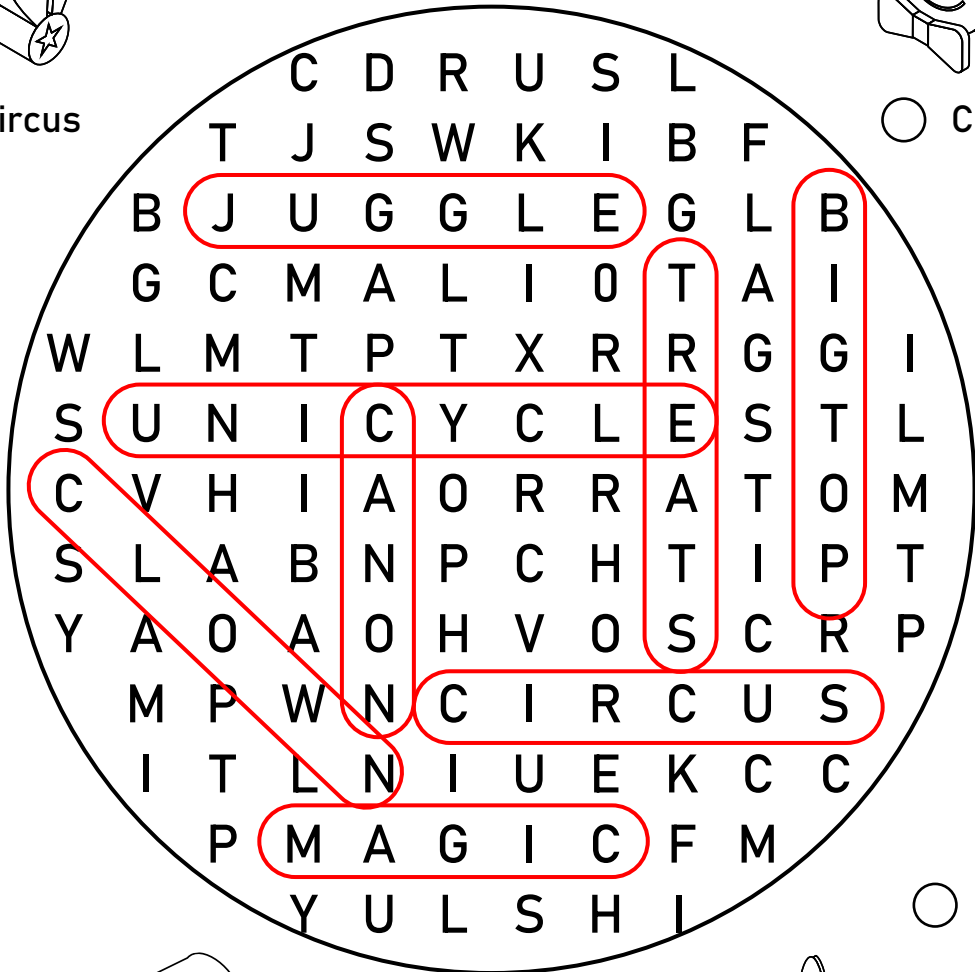 C D R U S L
ircus
C
T J S W K I B F
B J U G G L E G L B
G C M A L I O T A I
W L M T P T X R R G G I
S U N I C Y C L E S T L
C V H I A O R R A T O M
S L A B N P C H T I P T
Y A O A O H V O S C R P
M P W N C I R C U S
I T L N I U E K C C
P M A G I C F M
Y U L S H I